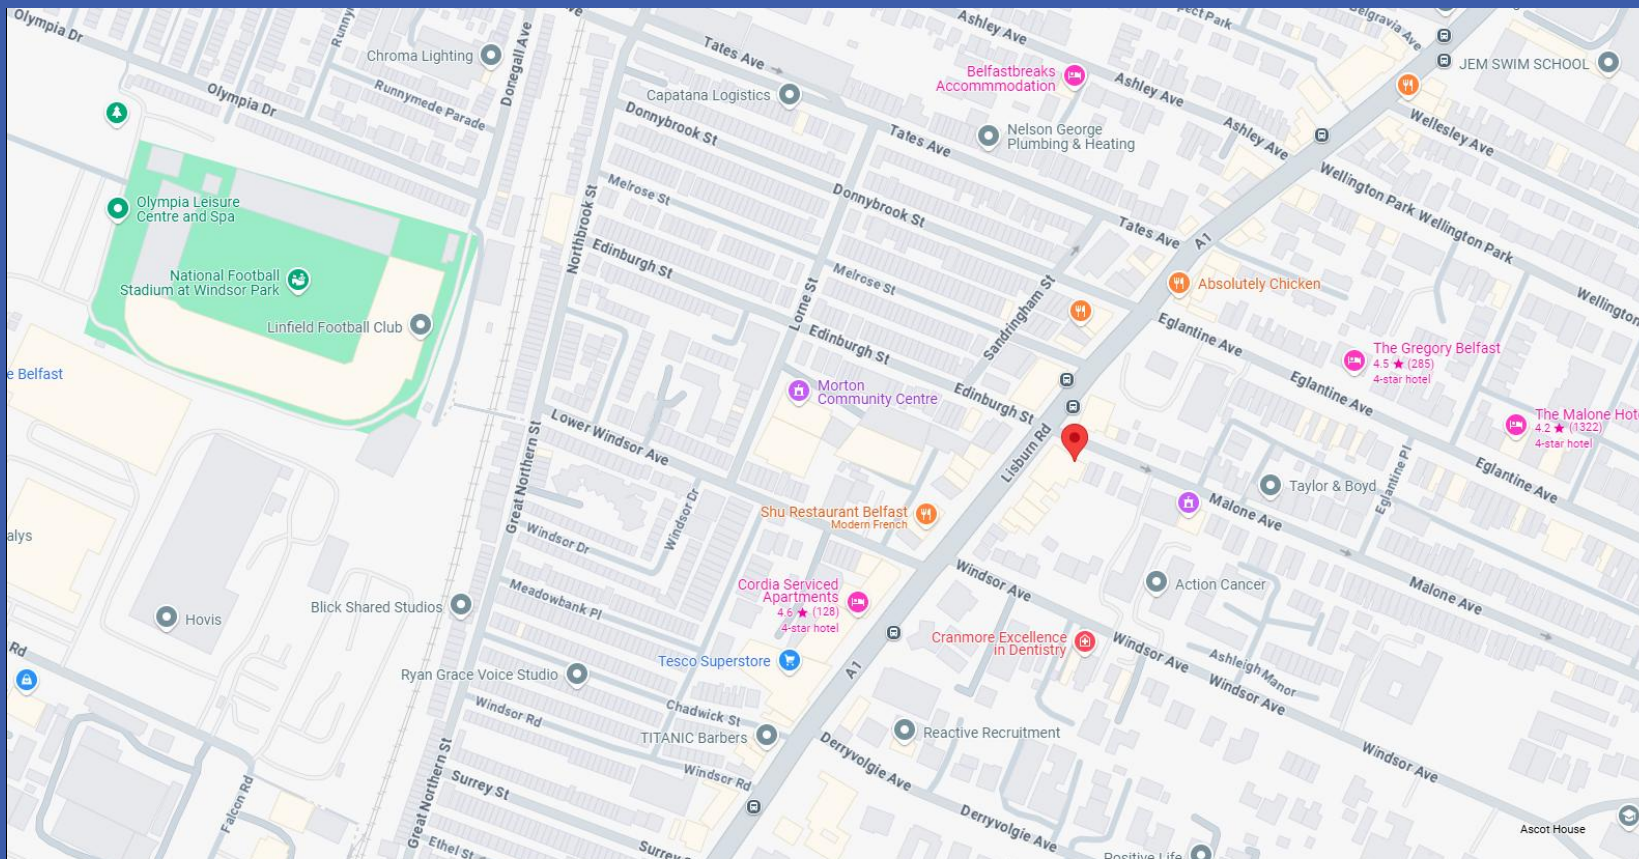 Olympia Dr
Chroma Lighting
Donegall Ave
Tates Ave
Ashley Ave
Belgravia Ave
JEM SWIM SCHOOL
Belfastbreaks
Accommmodation
Ashley Ave
Olympia Dr
Runnymede Parade
Capatana Logistics
Donnybrook St
Tates Ave
Nelson George
Plumbing & Heating
Ashley Ave
Wellesley Ave
Wellington Park
Wellington Park
Wellington
Olympia Leisure
Centre and Spa
Melrose St
Northbrook St
Donnybrook St
Tates Ave
A1
Edinburgh St
National Football
Stadium at Windsor Park
Melrose St
Absolutely Chicken
Lorne St
Sandringham St
Linfield Football Club
Edinburgh St
Eglantine Ave
The Gregory Belfast
4.5 ★ (285)
4-star hotel
e Belfast
Morton
Community Centre
Edinburgh St
Eglantine Ave
The Malone Hote
4.2 ★ (1322)
4-star hotel
Lower Windsor Ave
Lisburn Rd
Great Northern St
Eglantine Pl
Eglantine Ave
Taylor & Boyd
Malone Ave
Shu Restaurant Belfast
Modern French
Windsor Dr
Windsor Dr
alys
Windsor Ave
Cordia Serviced
Apartments
4.6 ★ (128)
4-star hotel
Action Cancer
Malone Ave
Meadowbank Pl
Blick Shared Studios
Hovis
Cranmore Excellence
in Dentistry
Windsor Ave
Ashleigh Manor
Windsor Ave
Rd
Tesco Superstore
A1
Ryan Grace Voice Studio
Chadwick St
Windsor Rd
TITANIC Barbers
Reactive Recruitment
Derryvolgie Ave
Windsor Ave
Windsor Rd
Great Northern St
Surrey St
Falcon Rd
Derryvolgie Ave
Ascot House
Ethel St
Surrey
Positive Life